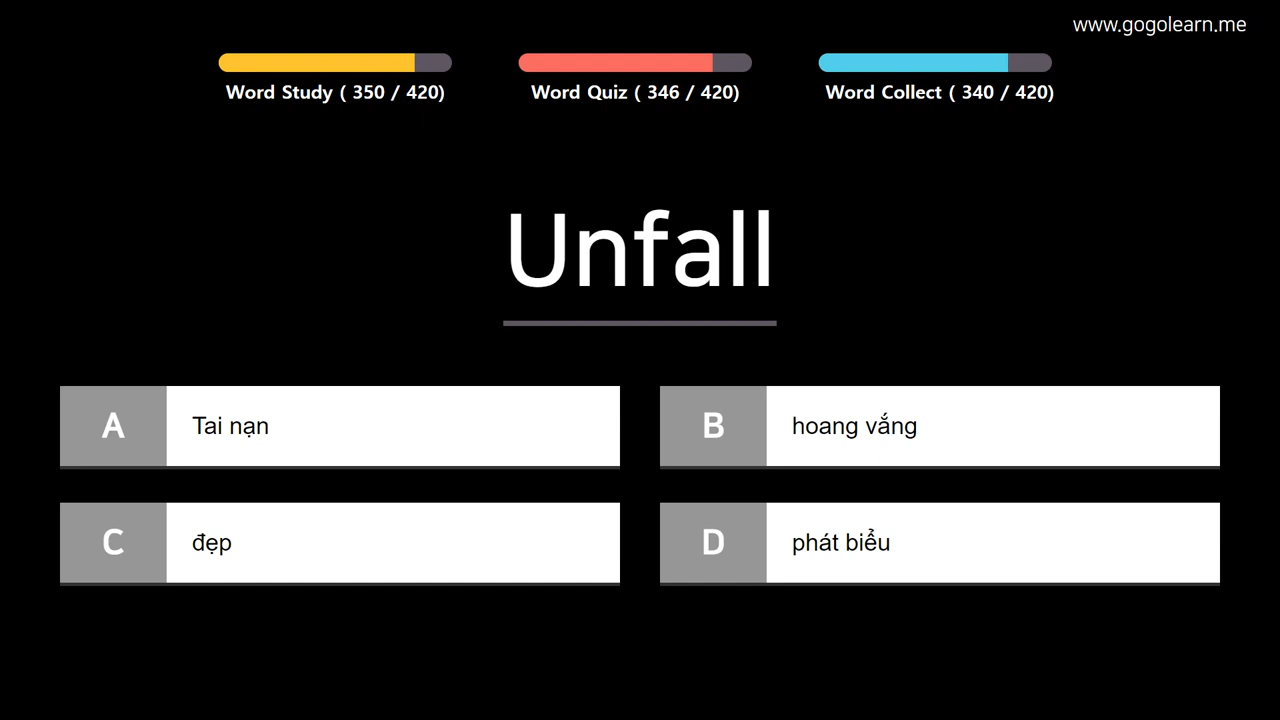 www.gogolearn.me
Word Study ( 350 / 420)
Word Quiz ( 346 / 420)
Word Collect ( 340 / 420)
Unfall
A Tai nạn
B hoang vắng
C đẹp
D phát biểu